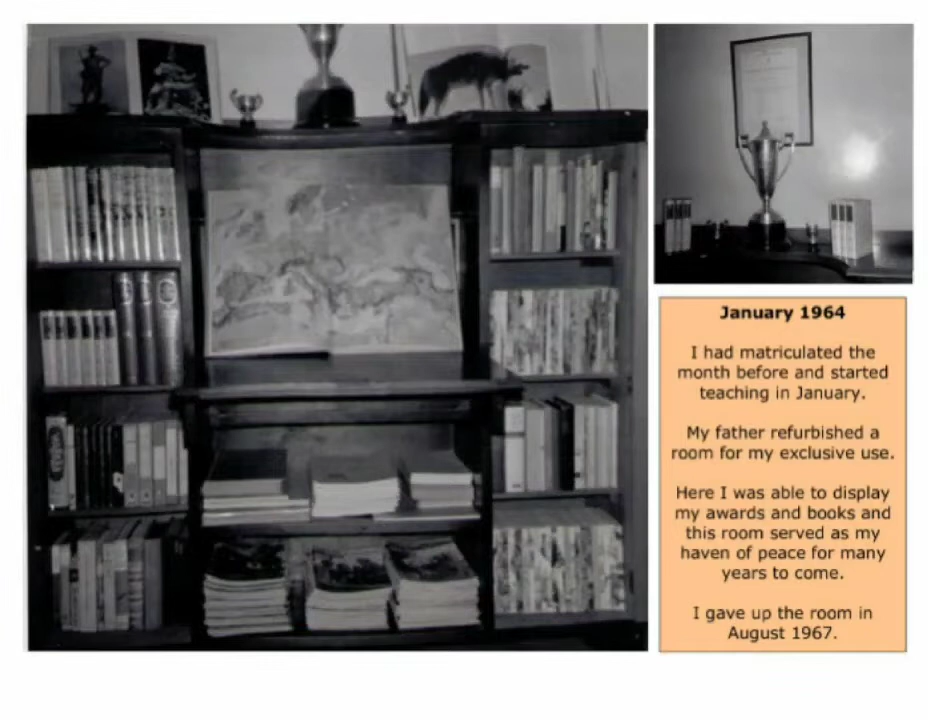 January 1964
I had matriculated the
month before and started
teaching in January.
My father refurbished a
room for my exclusive use.
Here I was able to display
my awards and books and
this room served as my
haven of peace for many
years to come.
I gave up the room in
August 1967.